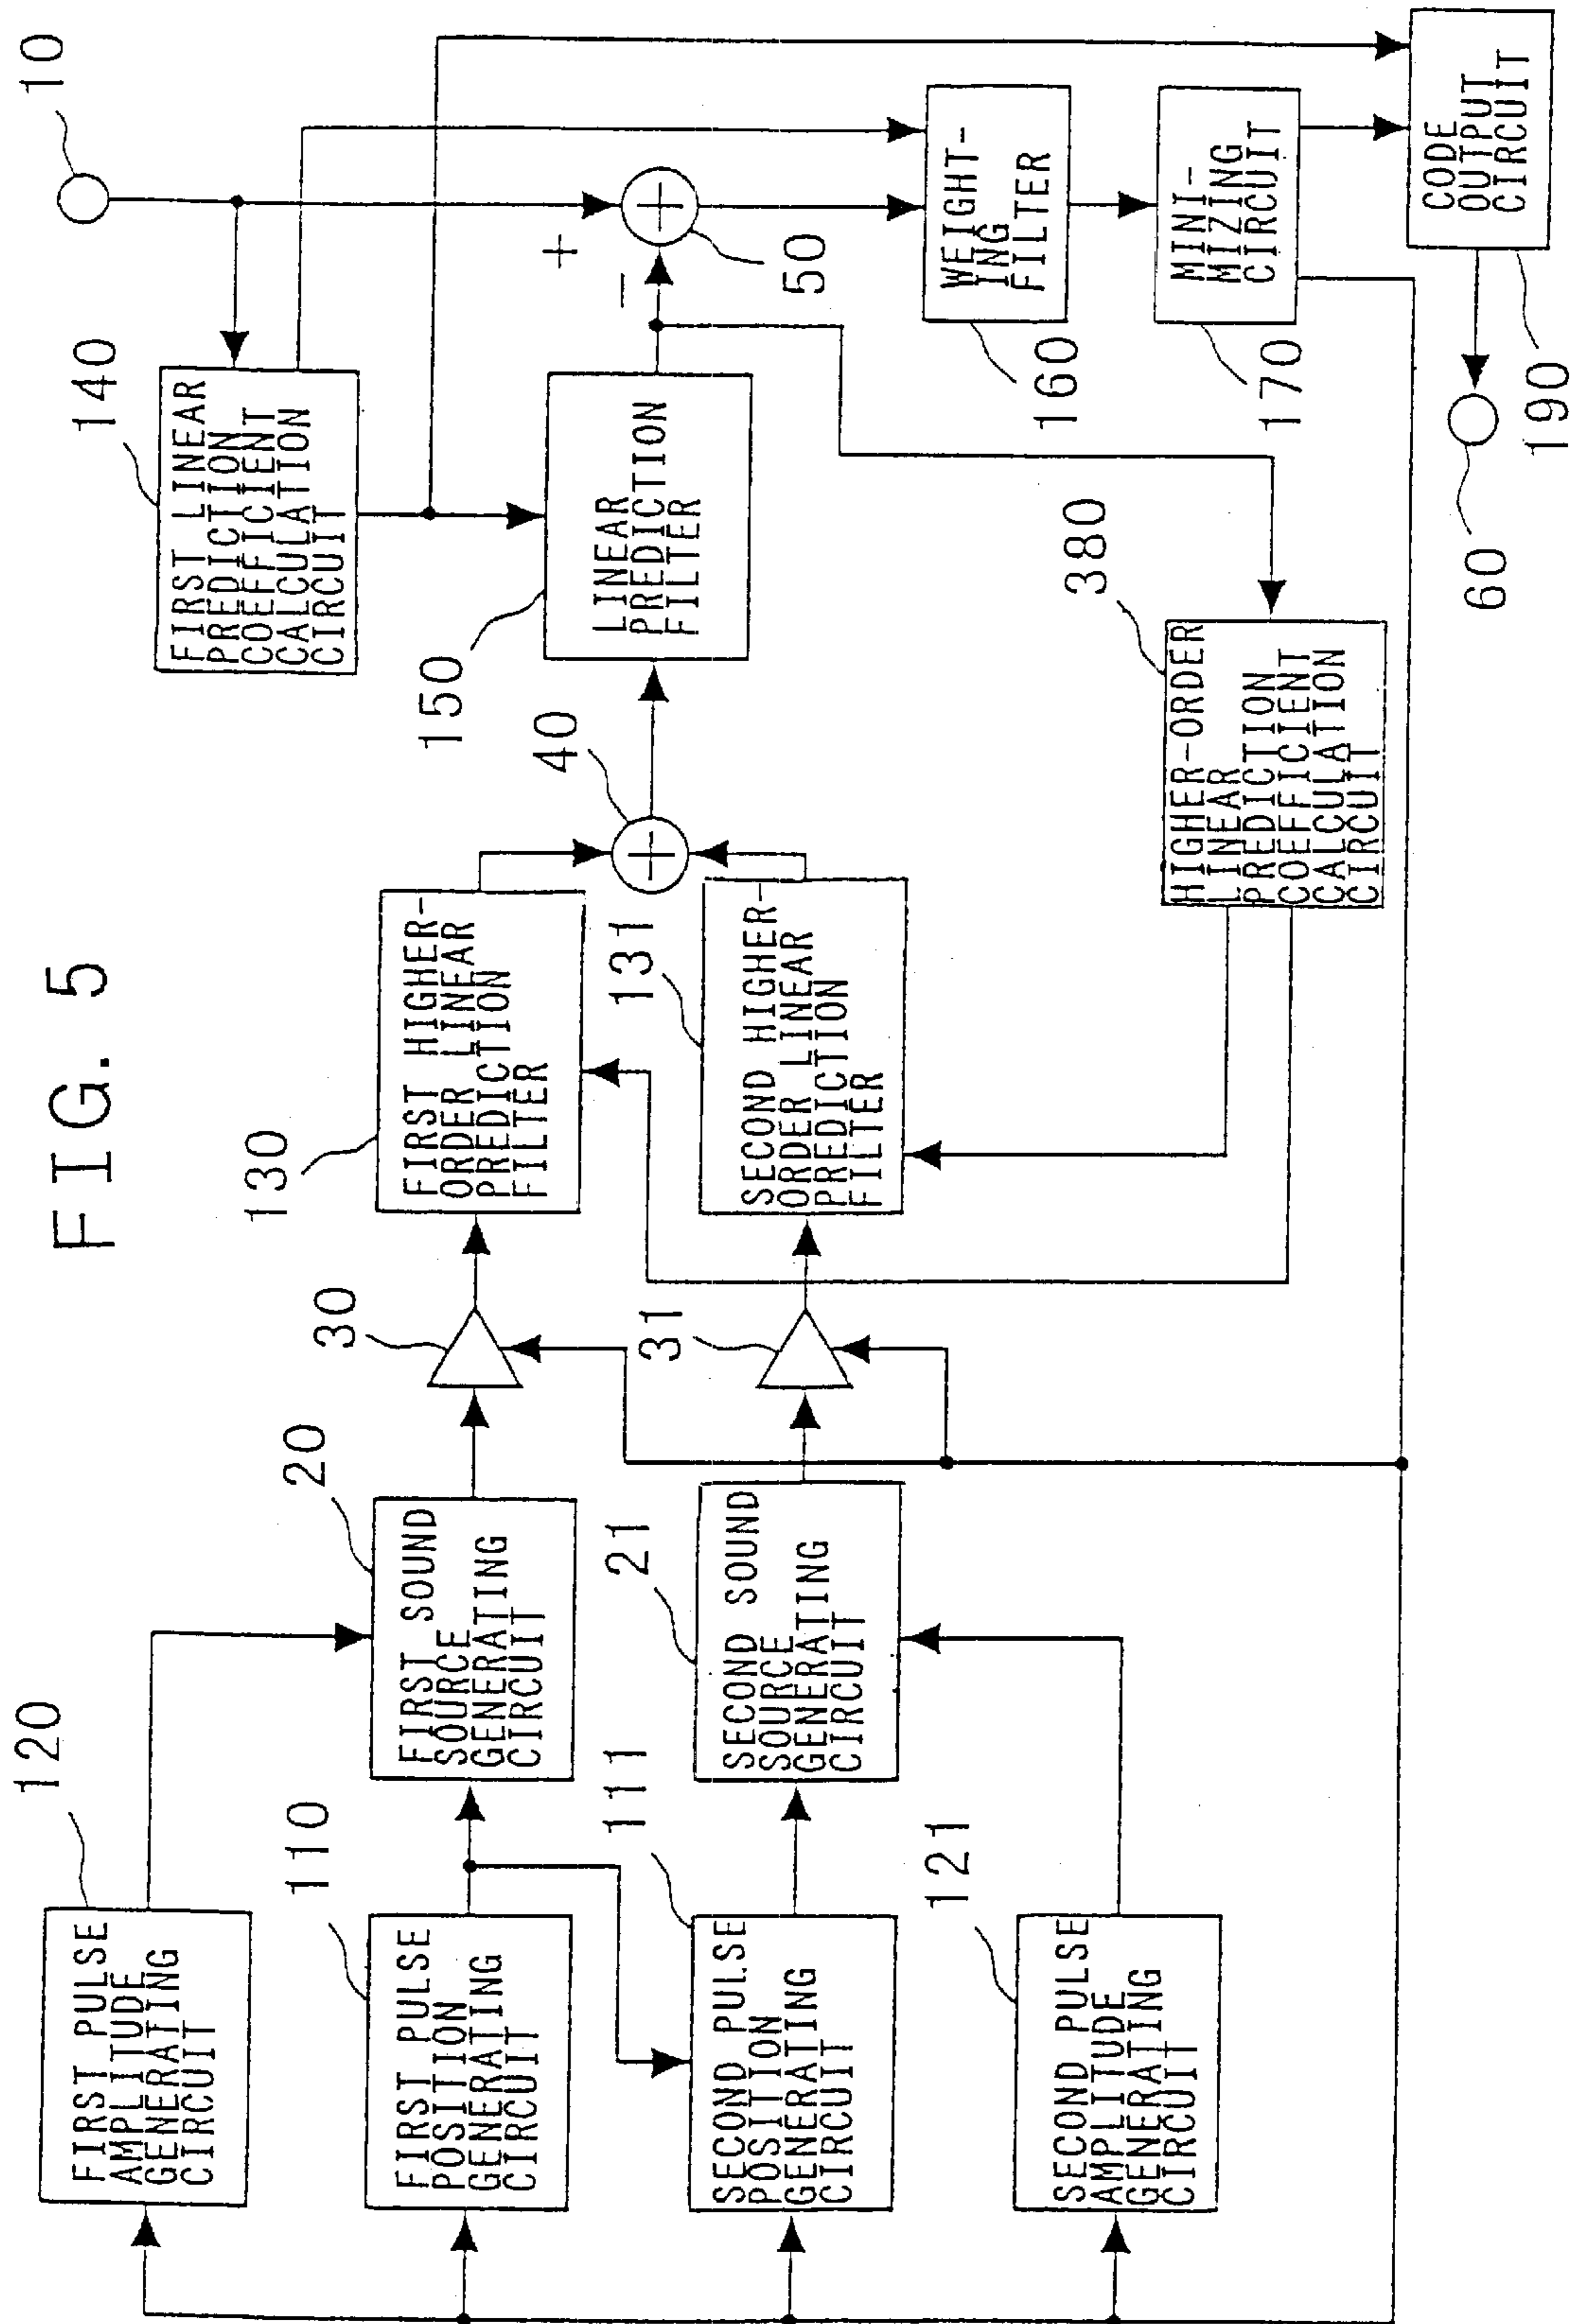 FIG. 5
120
FIRST PULSE
AMPLITUDE
GENERATING
CIRCUIT
110
FIRST PULSE
POSITION
GENERATING
CIRCUIT
111
SECOND PULSE
POSITION
GENERATING
CIRCUIT
121
SECOND PULSE
AMPLITUDE
GENERATING
CIRCUIT
20
FIRST SOUND
SOURCE
GENERATING
CIRCUIT
21
SECOND SOUND
SOURCE
GENERATING
CIRCUIT
30
31
130
FIRST HIGHER-
ORDER LINEAR
PREDICTION
FILTER
131
SECOND HIGHER-
ORDER LINEAR
PREDICTION
FILTER
40
+
140
FIRST LINEAR
PREDICTION
COEFFICIENT
CALCULATION
CIRCUIT
150
LINEAR
PREDICTION
FILTER
380
HIGHER-ORDER
LINEAR
PREDICTION
COEFFICIENT
CALCULATION
CIRCUIT
10
+
−
+
50
WEIGHT-
ING
FILTER
160
MINI-
MIZING
CIRCUIT
170
CODE
OUTPUT
CIRCUIT
190
60